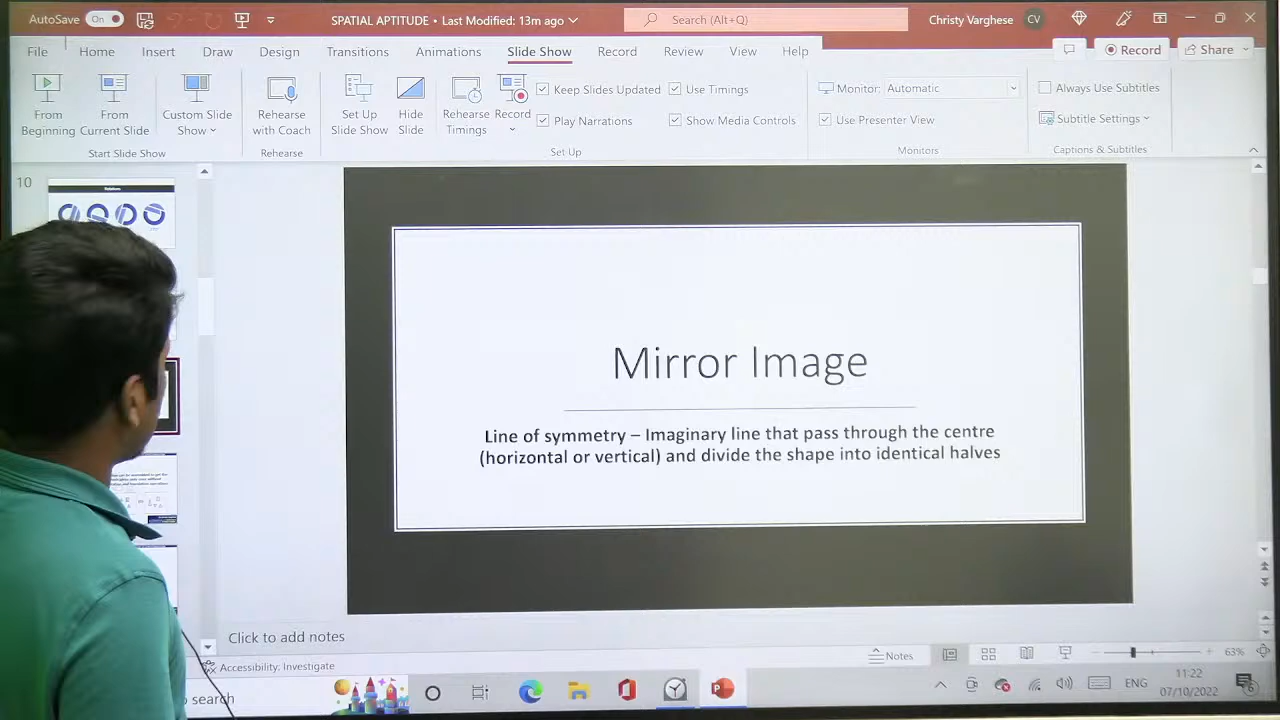 AutoSave On
SPATIAL APTITUDE • Last Modified: 13m ago
Search (Alt+Q)
Christy Varghese CV
File Home Insert Draw Design Transitions Animations Slide Show Record Review View Help
Record Share
From Beginning
From Current Slide
Custom Slide Show
Rehearse with Coach
Set Up Slide Show
Hide Slide
Rehearse Timings
Record
Keep Slides Updated
Use Timings
Play Narrations
Show Media Controls
Monitor: Automatic
Use Presenter View
Always Use Subtitles
Subtitle Settings
Start Slide Show
Rehearse
Set Up
Monitors
Captions & Subtitles
10
Mirror Image
Line of symmetry – Imaginary line that pass through the centre
(horizontal or vertical) and divide the shape into identical halves
Click to add notes
Accessibility: Investigate
Notes
63%
search
ENG
11:22
07/10/2022
6